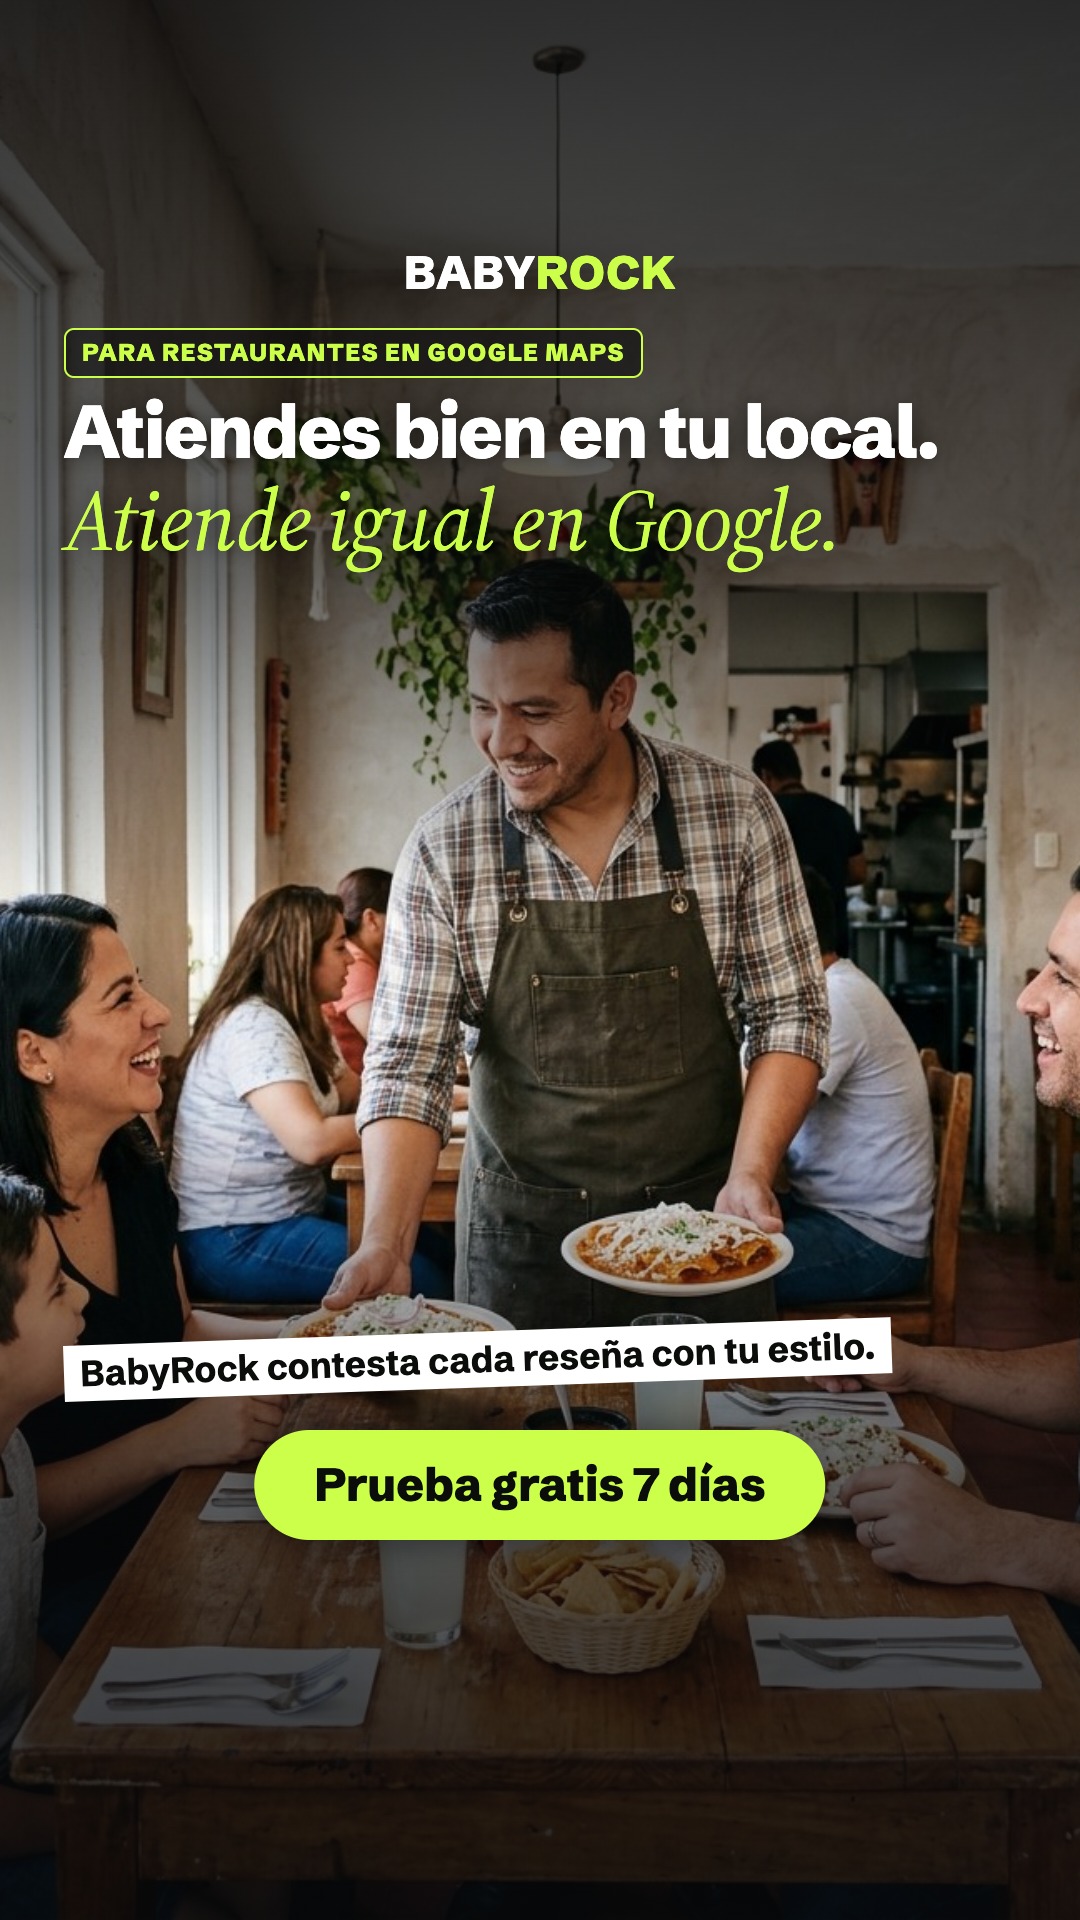 BABYROCK
PARA RESTAURANTES EN GOOGLE MAPS
Atiendes bien en tu local.
Atiende igual en Google.
BabyRock contesta cada reseña con tu estilo.
Prueba gratis 7 días